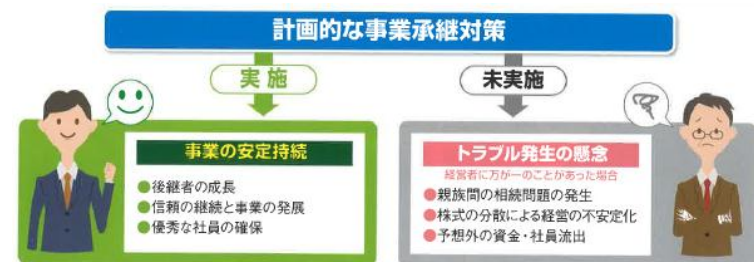 計画的な事業承継対策
実施
未実施
事業の安定持続
●後継者の成長
●信頼の継続と事業の発展
●優秀な社員の確保
トラブル発生の懸念
経営者に万が一のことがあった場合
●親族間の相続問題の発生
●株式の分散による経営の不安定化
●予想外の資金・社員流出